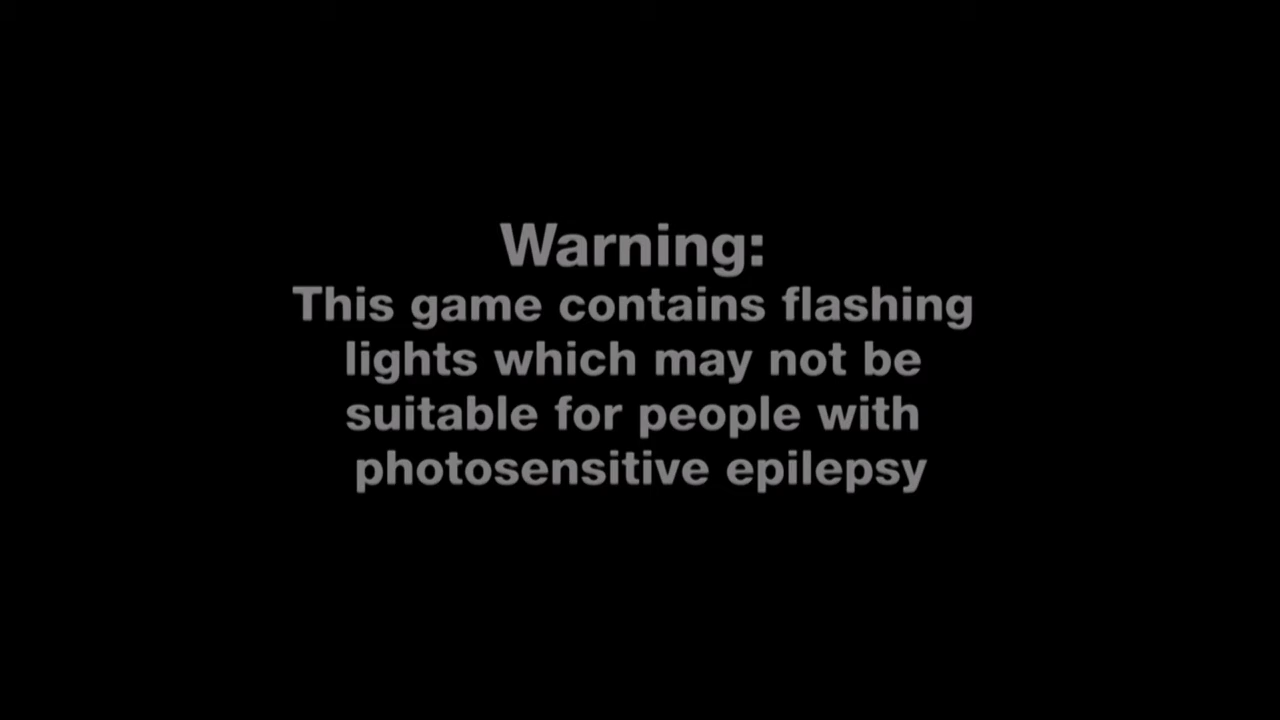 Warning:
This game contains flashing
lights which may not be
suitable for people with
photosensitive epilepsy